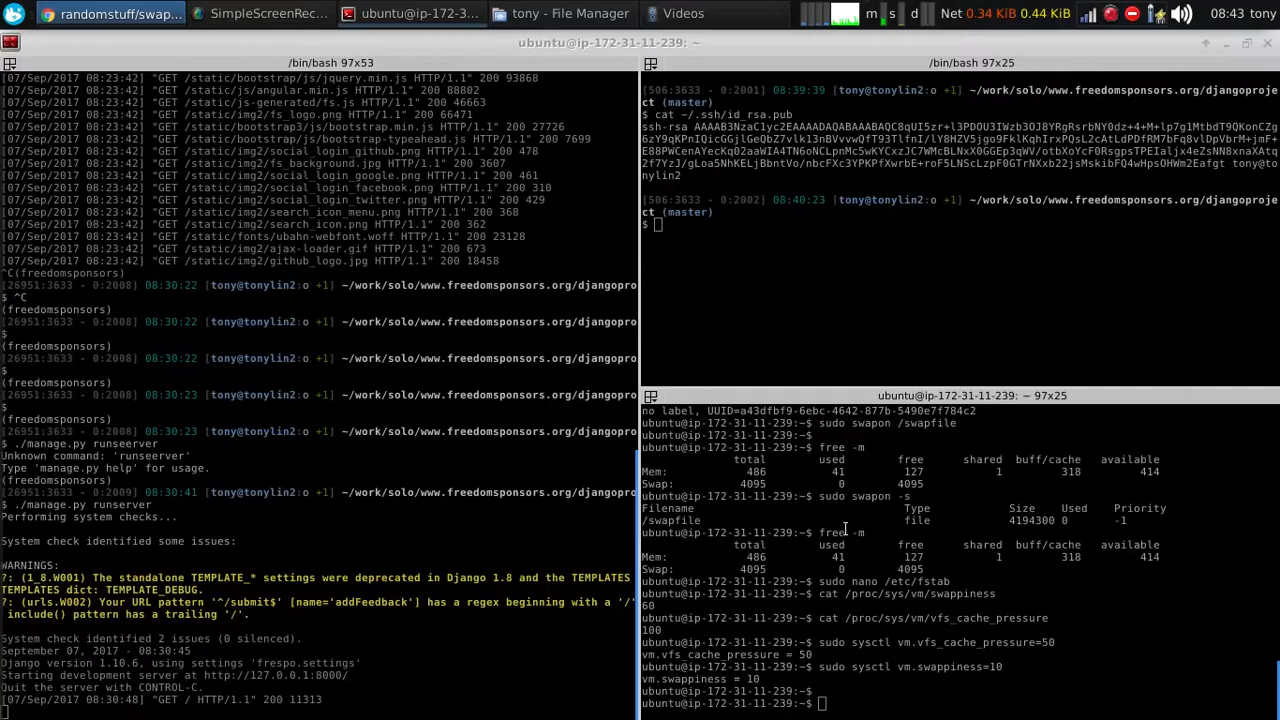 randomstuff/swap...
SimpleScreenRec...
ubuntu@ip-172-3...
tony - File Manager
Videos
m s d
Net 0.34 KiB 0.44 KiB
08:43 tony
ubuntu@ip-172-31-11-239: ~
/bin/bash 97x53
[07/Sep/2017 08:23:42] "GET /static/bootstrap/js/jquery.min.js HTTP/1.1" 200 93868
[07/Sep/2017 08:23:42] "GET /static/js/angular.min.js HTTP/1.1" 200 88802
[07/Sep/2017 08:23:42] "GET /static/js-generated/fs.js HTTP/1.1" 200 46663
[07/Sep/2017 08:23:42] "GET /static/img2/fs_logo.png HTTP/1.1" 200 66471
[07/Sep/2017 08:23:42] "GET /static/bootstrap3/js/bootstrap.min.js HTTP/1.1" 200 27726
[07/Sep/2017 08:23:42] "GET /static/js/bootstrap-typeahead.js HTTP/1.1" 200 7699
[07/Sep/2017 08:23:42] "GET /static/img2/social_login_github.png HTTP/1.1" 200 478
[07/Sep/2017 08:23:42] "GET /static/img2/fs_background.jpg HTTP/1.1" 200 3607
[07/Sep/2017 08:23:42] "GET /static/img2/social_login_google.png HTTP/1.1" 200 461
[07/Sep/2017 08:23:42] "GET /static/img2/social_login_facebook.png HTTP/1.1" 200 310
[07/Sep/2017 08:23:42] "GET /static/img2/social_login_twitter.png HTTP/1.1" 200 429
[07/Sep/2017 08:23:42] "GET /static/img2/search_icon_menu.png HTTP/1.1" 200 368
[07/Sep/2017 08:23:42] "GET /static/img2/search_icon.png HTTP/1.1" 200 362
[07/Sep/2017 08:23:42] "GET /static/fonts/ubahn-webfont.woff HTTP/1.1" 200 23128
[07/Sep/2017 08:23:42] "GET /static/img2/ajax-loader.gif HTTP/1.1" 200 673
[07/Sep/2017 08:23:42] "GET /static/img2/github_logo.jpg HTTP/1.1" 200 18458
^C(freedomsponsors)
[26951:3633 - 0:2008] 08:30:22 [tony@tonylin2:o +1] ~/work/solo/www.freedomsponsors.org/djangopro
$ ^C
(freedomsponsors)
[26951:3633 - 0:2008] 08:30:22 [tony@tonylin2:o +1] ~/work/solo/www.freedomsponsors.org/djangopro
$
(freedomsponsors)
[26951:3633 - 0:2008] 08:30:22 [tony@tonylin2:o +1] ~/work/solo/www.freedomsponsors.org/djangopro
$
(freedomsponsors)
[26951:3633 - 0:2008] 08:30:23 [tony@tonylin2:o +1] ~/work/solo/www.freedomsponsors.org/djangopro
$
(freedomsponsors)
[26951:3633 - 0:2008] 08:30:23 [tony@tonylin2:o +1] ~/work/solo/www.freedomsponsors.org/djangopro
$ ./manage.py runseerver
Unknown command: 'runseerver'
Type 'manage.py help' for usage.
(freedomsponsors)
[26951:3633 - 0:2009] 08:30:41 [tony@tonylin2:o +1] ~/work/solo/www.freedomsponsors.org/djangopro
$ ./manage.py runserver
Performing system checks...
System check identified some issues:
WARNINGS:
?: (1_8.W001) The standalone TEMPLATE_* settings were deprecated in Django 1.8 and the TEMPLATES
TEMPLATES dict: TEMPLATE_DEBUG.
?: (urls.W002) Your URL pattern '^/submit$' [name='addFeedback'] has a regex beginning with a '/'
include() pattern has a trailing '/'.
System check identified 2 issues (0 silenced).
September 07, 2017 - 08:30:45
Django version 1.10.6, using settings 'frespo.settings'
Starting development server at http://127.0.0.1:8000/
Quit the server with CONTROL-C.
[07/Sep/2017 08:30:48] "GET / HTTP/1.1" 200 11313
/bin/bash 97x25
[506:3633 - 0:2001] 08:39:39 [tony@tonylin2:o +1] ~/work/solo/www.freedomsponsors.org/djangoproje
ct (master)
$ cat ~/.ssh/id_rsa.pub
ssh-rsa
tony@to
nylin2
[506:3633 - 0:2002] 08:40:23 [tony@tonylin2:o +1] ~/work/solo/www.freedomsponsors.org/djangoproje
ct (master)
$
ubuntu@ip-172-31-11-239: ~ 97x25
no label, UUID=a43dfbf9-6ebc-4642-877b-5490e7f784c2
ubuntu@ip-172-31-11-239:~$ sudo swapon /swapfile
ubuntu@ip-172-31-11-239:~$
ubuntu@ip-172-31-11-239:~$ free -m
total used free shared buff/cache available
Mem: 486 41 127 1 318 414
Swap: 4095 0 4095
ubuntu@ip-172-31-11-239:~$ sudo swapon -s
Filename Type Size Used Priority
/swapfile file 4194300 0 -1
ubuntu@ip-172-31-11-239:~$ free -m
total used free shared buff/cache available
Mem: 486 41 127 1 318 414
Swap: 4095 0 4095
ubuntu@ip-172-31-11-239:~$ sudo nano /etc/fstab
ubuntu@ip-172-31-11-239:~$ cat /proc/sys/vm/swappiness
60
ubuntu@ip-172-31-11-239:~$ cat /proc/sys/vm/vfs_cache_pressure
100
ubuntu@ip-172-31-11-239:~$ sudo sysctl vm.vfs_cache_pressure=50
vm.vfs_cache_pressure = 50
ubuntu@ip-172-31-11-239:~$ sudo sysctl vm.swappiness=10
vm.swappiness = 10
ubuntu@ip-172-31-11-239:~$
ubuntu@ip-172-31-11-239:~$